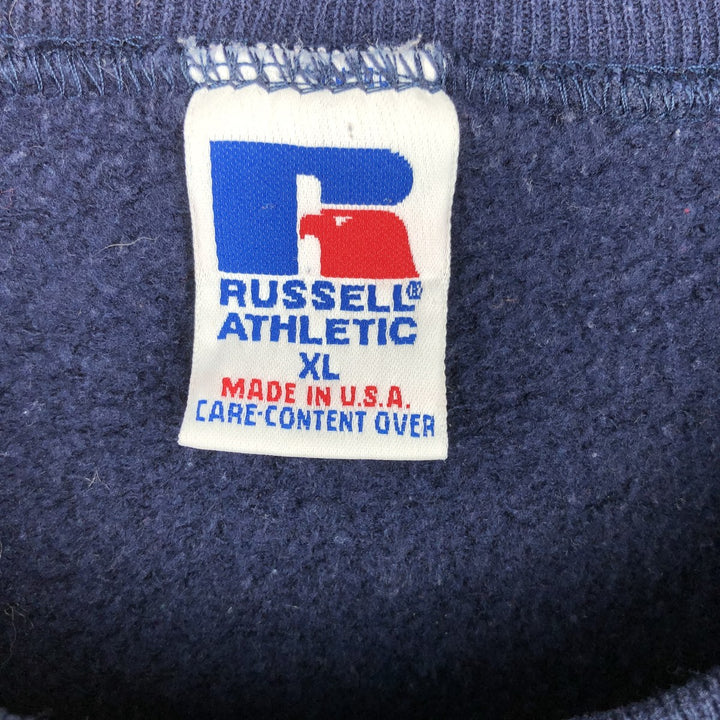 R
RUSSELL®
ATHLETIC
XL
MADE IN U.S.A.
CARE-CONTENT OVER